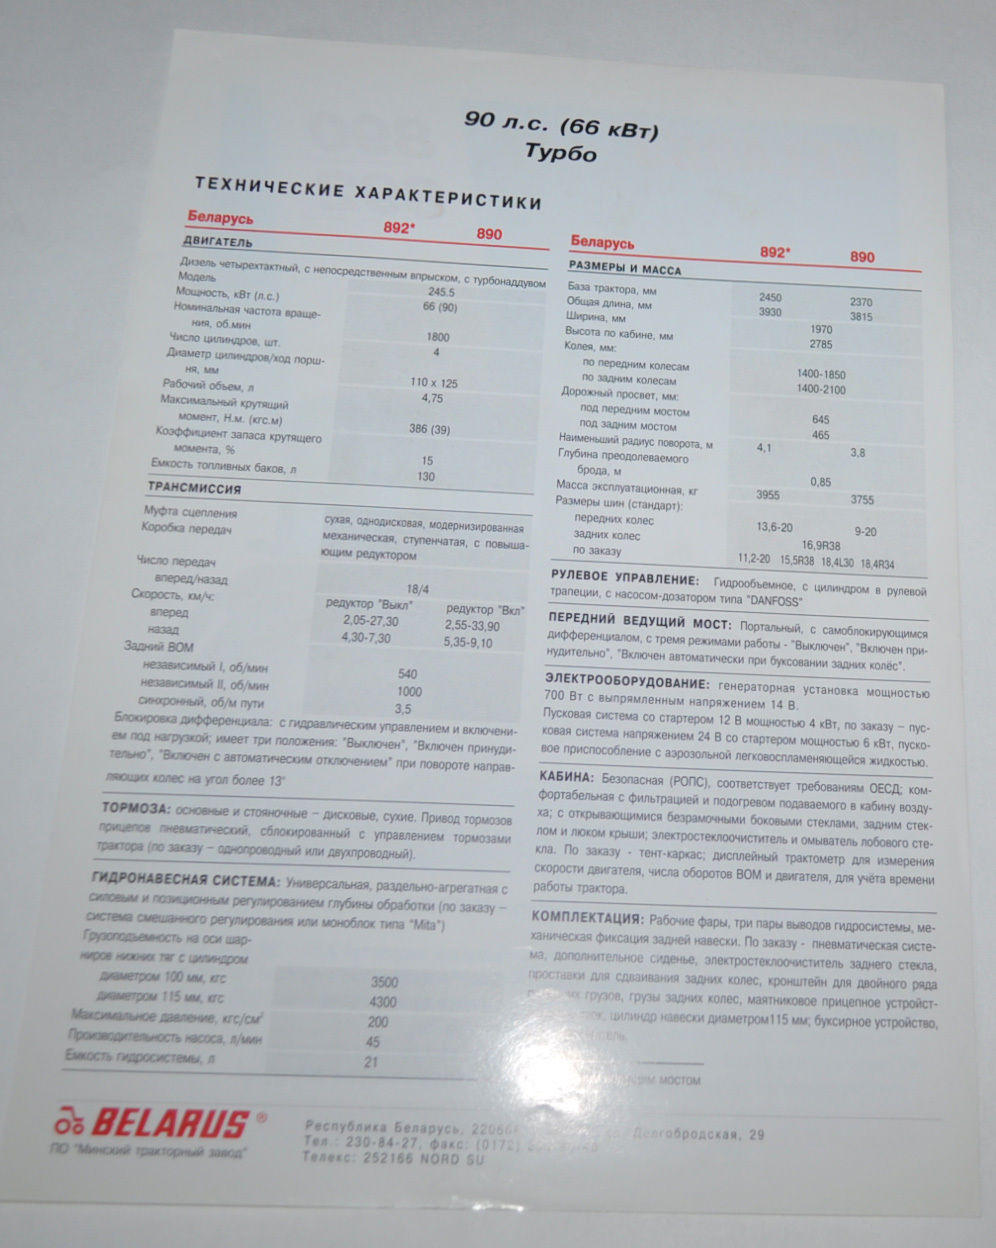 90 л.с. (66 кВт)
Турбо
ТЕХНИЧЕСКИЕ ХАРАКТЕРИСТИКИ
Беларусь 892* 890
ДВИГАТЕЛЬ
Дизель четырехтактный, с непосредственным впрыском, с турбонаддувом
Модель 245.5
Мощность, кВт (л.с.) 66 (90)
Номинальная частота враще-
ния, об.мин 1800
Число цилиндров, шт. 4
Диаметр цилиндров/ход порш-
ня, мм 110 x 125
Рабочий объем, л 4,75
Максимальный крутящий
момент, Н.м. (кгс.м) 386 (39)
Коэффициент запаса крутящего
момента, % 15
Емкость топливных баков, л 130
ТРАНСМИССИЯ
Муфта сцепления сухая, однодисковая, модернизированная
Коробка передач механическая, ступенчатая, с повыша-
ющим редуктором
Число передач
вперед/назад 18/4
Скорость, км/ч: редуктор "Выкл" редуктор "Вкл"
вперед 2,05-27,30 2,55-33,90
назад 4,30-7,30 5,35-9,10
Задний ВОМ
независимый I, об/мин 540
независимый II, об/мин 1000
синхронный, об/м пути 3,5
Блокировка дифференциала: с гидравлическим управлением и включени-
ем под нагрузкой; имеет три положения: "Выключен", "Включен принуди-
тельно", "Включен с автоматическим отключением" при повороте направ-
ляющих колес на угол более 13°
ТОРМОЗА: основные и стояночные – дисковые, сухие. Привод тормозов
прицепов пневматический, сблокированный с управлением тормозами
трактора (по заказу – однопроводный или двухпроводный).
ГИДРОНАВЕСНАЯ СИСТЕМА: Универсальная, раздельно-агрегатная с
силовым и позиционным регулированием глубины обработки (по заказу –
система смешанного регулирования или моноблок типа "Mita")
Грузоподъемность на оси шар-
ниров нижних тяг с цилиндром
диаметром 100 мм, кгс 3500
диаметром 115 мм, кгс 4300
Максимальное давление, кгс/см² 200
Производительность насоса, л/мин 45
Емкость гидросистемы, л 21
Беларусь 892* 890
РАЗМЕРЫ И МАССА
База трактора, мм 2450 2370
Общая длина, мм 3930 3815
Ширина, мм 1970
Высота по кабине, мм 2785
Колея, мм:
по передним колесам 1400-1850
по задним колесам 1400-2100
Дорожный просвет, мм:
под передним мостом 645
под задним мостом 465
Наименьший радиус поворота, м 4,1 3,8
Глубина преодолеваемого
брода, м 0,85
Масса эксплуатационная, кг 3955 3755
Размеры шин (стандарт):
передних колес 13,6-20 9-20
задних колес 16,9R38
по заказу 11,2-20 15,5R38 18,4L30 18,4R34
РУЛЕВОЕ УПРАВЛЕНИЕ: Гидрообъемное, с цилиндром в рулевой
трапеции, с насосом-дозатором типа "DANFOSS"
ПЕРЕДНИЙ ВЕДУЩИЙ МОСТ: Портальный, с самоблокирующимся
дифференциалом, с тремя режимами работы - "Выключен", "Включен при-
нудительно", "Включен автоматически при буксовании задних колёс".
ЭЛЕКТРООБОРУДОВАНИЕ: генераторная установка мощностью
700 Вт с выпрямленным напряжением 14 В.
Пусковая система со стартером 12 В мощностью 4 кВт, по заказу – пус-
ковая система напряжением 24 В со стартером мощностью 6 кВт, пуско-
вое приспособление с аэрозольной легковоспламеняющейся жидкостью.
КАБИНА: Безопасная (РОПС), соответствует требованиям ОЕСД; ком-
фортабельная с фильтрацией и подогревом подаваемого в кабину возду-
ха; с открывающимися безрамочными боковыми стеклами, задним стек-
лом и люком крыши; электростеклоочиститель и омыватель лобового сте-
кла. По заказу - тент-каркас; дисплейный трактометр для измерения
скорости двигателя, числа оборотов ВОМ и двигателя, для учёта времени
работы трактора.
КОМПЛЕКТАЦИЯ: Рабочие фары, три пары выводов гидросистемы, ме-
ханическая фиксация задней навески. По заказу - пневматическая систе-
ма, дополнительное сиденье, электростеклоочиститель заднего стекла,
проставки для сдваивания задних колес, кронштейн для двойного ряда
грузов, грузы задних колес, маятниковое прицепное устройст-
цилиндр навески диаметром115 мм; буксирное устройство,
мостом
BELARUS ®
ПО "Минский тракторный завод"
Республика Беларусь, Долгобродская, 29
Тел.: 230-84-27, факс: (0172)
Телекс: 252166 NORD SU